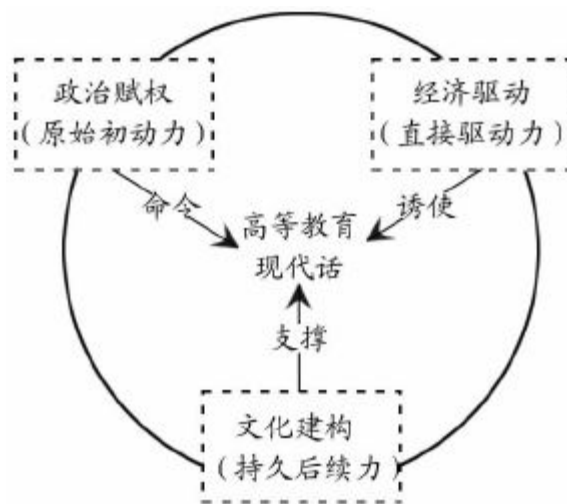 政治赋权
（原始初动力）
经济驱动
（直接驱动力）
命令
诱使
高等教育
现代话
支撑
文化建构
（持久后续力）